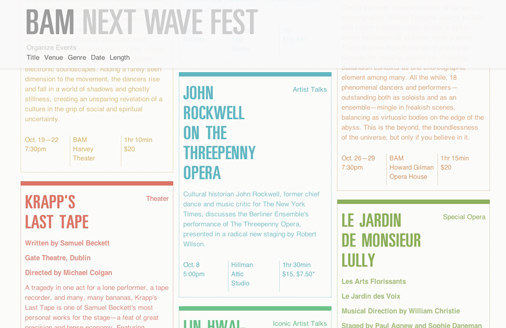 BAM NEXT WAVE FEST
Organize Events
Title Venue Genre Date Length
electronic soundscapes. Adding a rarely seen
dimension to the movement, the dancers rise
and fall in a world of shadows and ghostly
stillness, creating an unsparing revelation of a
culture in the grip of social and spiritual
uncertainty.
Oct 16—22
7:30pm
BAM
Harvey
Theater
1hr 10min
$20
KRAPP'S
LAST TAPE
Theater
Written by Samuel Beckett
Gate Theatre, Dublin
Directed by Michael Colgan
A tragedy in one act for a lone performer, a tape
recorder, and many, many bananas, Krapp's
Last Tape is one of Samuel Beckett's most
personal works for the stage—a feat of great
precision and tense economy. Featuring
JOHN
ROCKWELL
ON THE
THREEPENNY
OPERA
Artist Talks
Cultural historian John Rockwell, former chief
dance and music critic for The New York
Times, discusses the Berliner Ensemble's
performance of The Threepenny Opera,
presented in a radical new staging by Robert
Wilson.
Oct 8
5:00pm
Hillman
Attic
Studio
1hr 30min
$15, $7.50*
LIN HWAI-
Iconic Artist Talks
element among many. All the while, 16
phenomenal dancers and performers—
outstanding both as soloists and as an
ensemble—mingle in freakish scenes,
balancing as virtuosic bodies on the edge of the
abyss. This is beyond, the boundlessness
of the universe, but only if you believe in it.
Oct 26—29
7:30pm
BAM
Howard Gilman
Opera House
1hr 15min
$20
LE JARDIN
DE MONSIEUR
LULLY
Special Opera
Les Arts Florissants
Le Jardin des Voix
Musical Direction by William Christie
Staged by Paul Agnew and Sophie Daneman